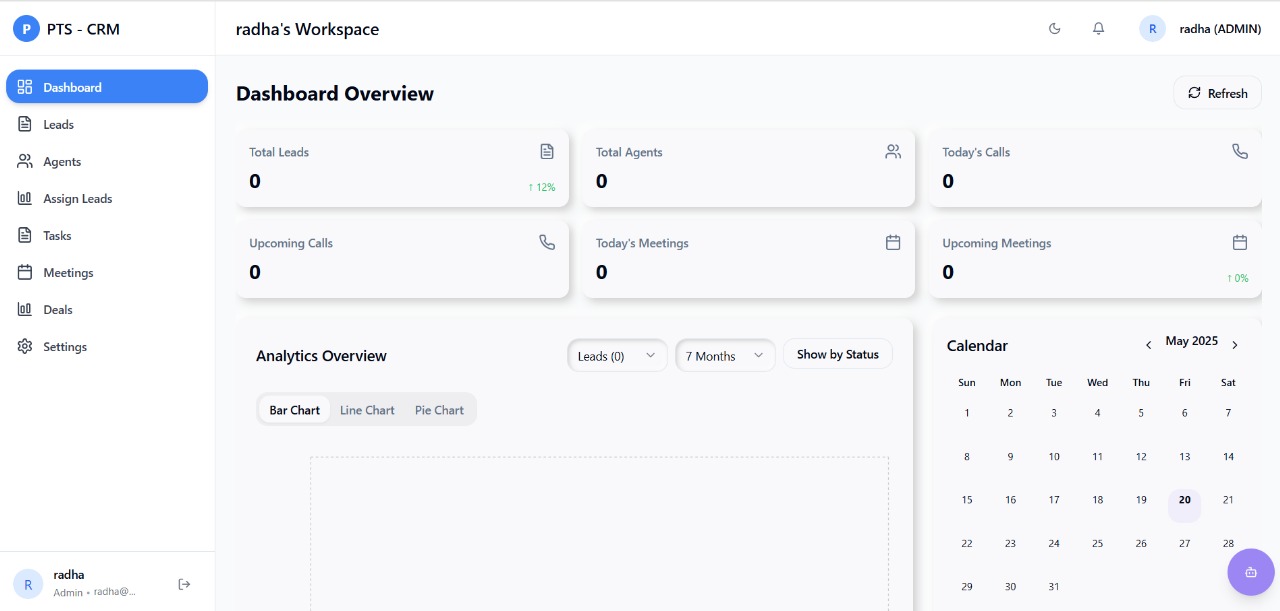 P PTS - CRM
radha's Workspace
R radha (ADMIN)
Dashboard
Leads
Agents
Assign Leads
Tasks
Meetings
Deals
Settings
R radha
Admin • radha@...
Dashboard Overview
Refresh
Total Leads
0
↑ 12%
Total Agents
0
Today's Calls
0
Upcoming Calls
0
Today's Meetings
0
Upcoming Meetings
0
↑ 0%
Analytics Overview
Leads (0)
7 Months
Show by Status
Bar Chart Line Chart Pie Chart
Calendar
May 2025
Sun Mon Tue Wed Thu Fri Sat
1 2 3 4 5 6 7
8 9 10 11 12 13 14
15 16 17 18 19 20 21
22 23 24 25 26 27 28
29 30 31